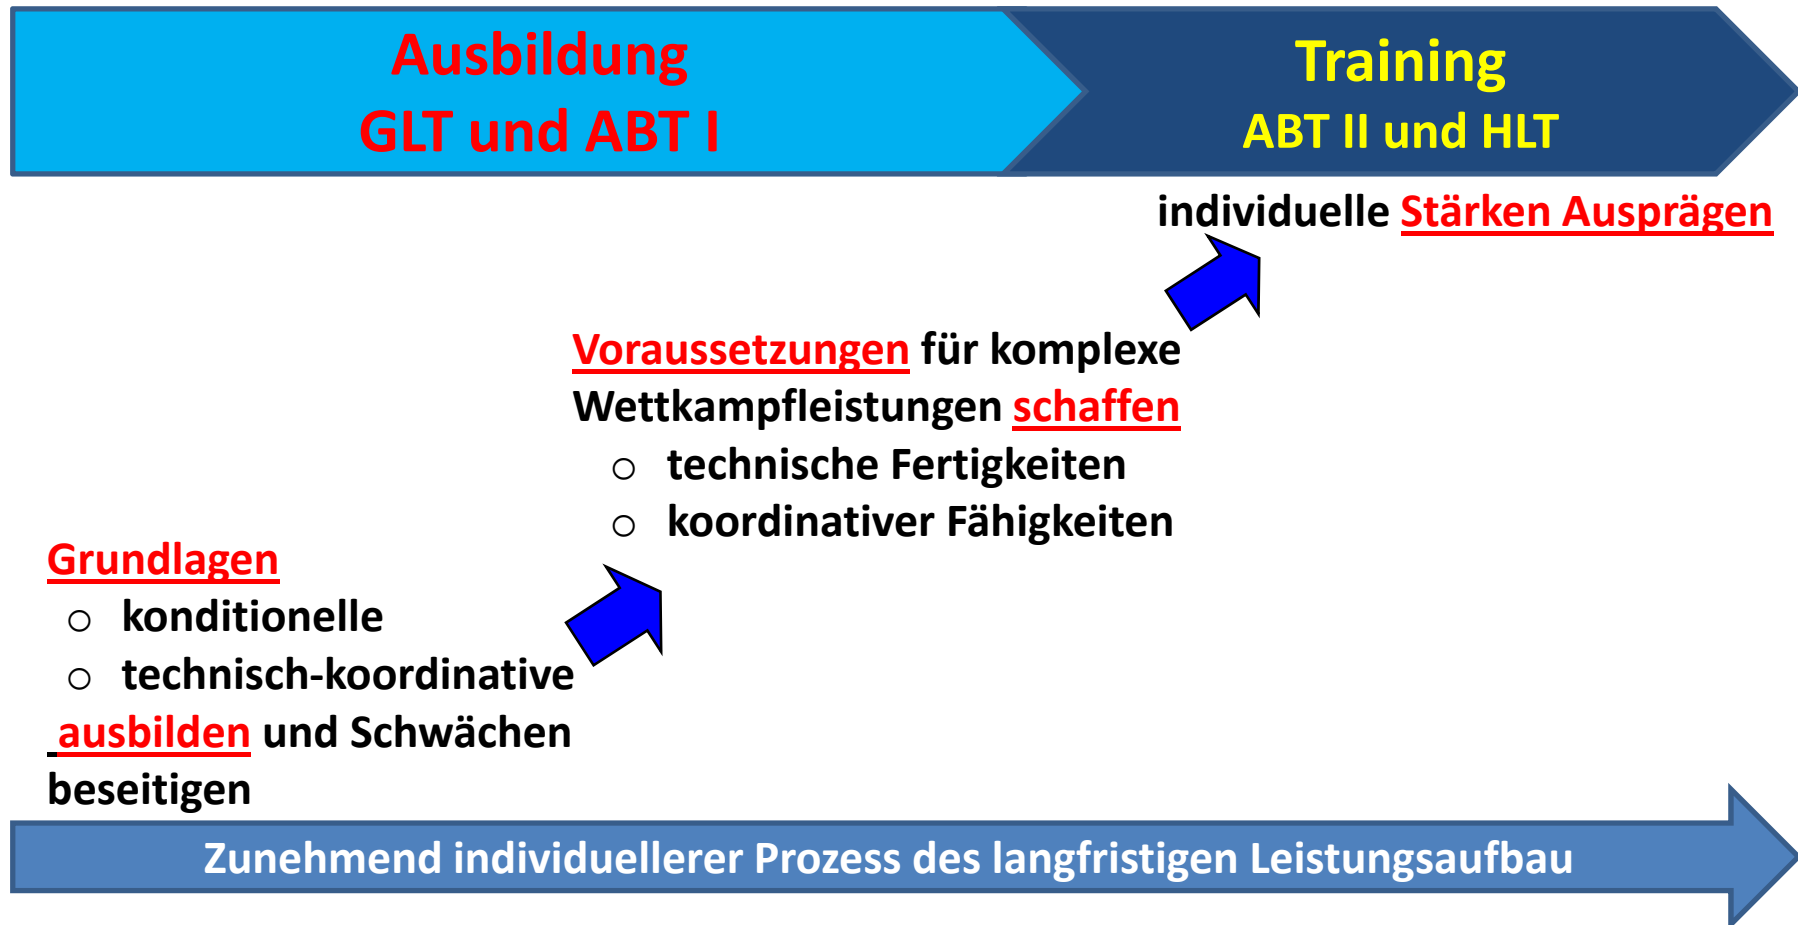 Ausbildung
GLT und ABT I
Training
ABT II und HLT
individuelle Stärken Ausprägen
Voraussetzungen für komplexe
Wettkampfleistungen schaffen
o technische Fertigkeiten
o koordinativer Fähigkeiten
Grundlagen
o konditionelle
o technisch-koordinative
ausbilden und Schwächen
beseitigen
Zunehmend individuellerer Prozess des langfristigen Leistungsaufbau